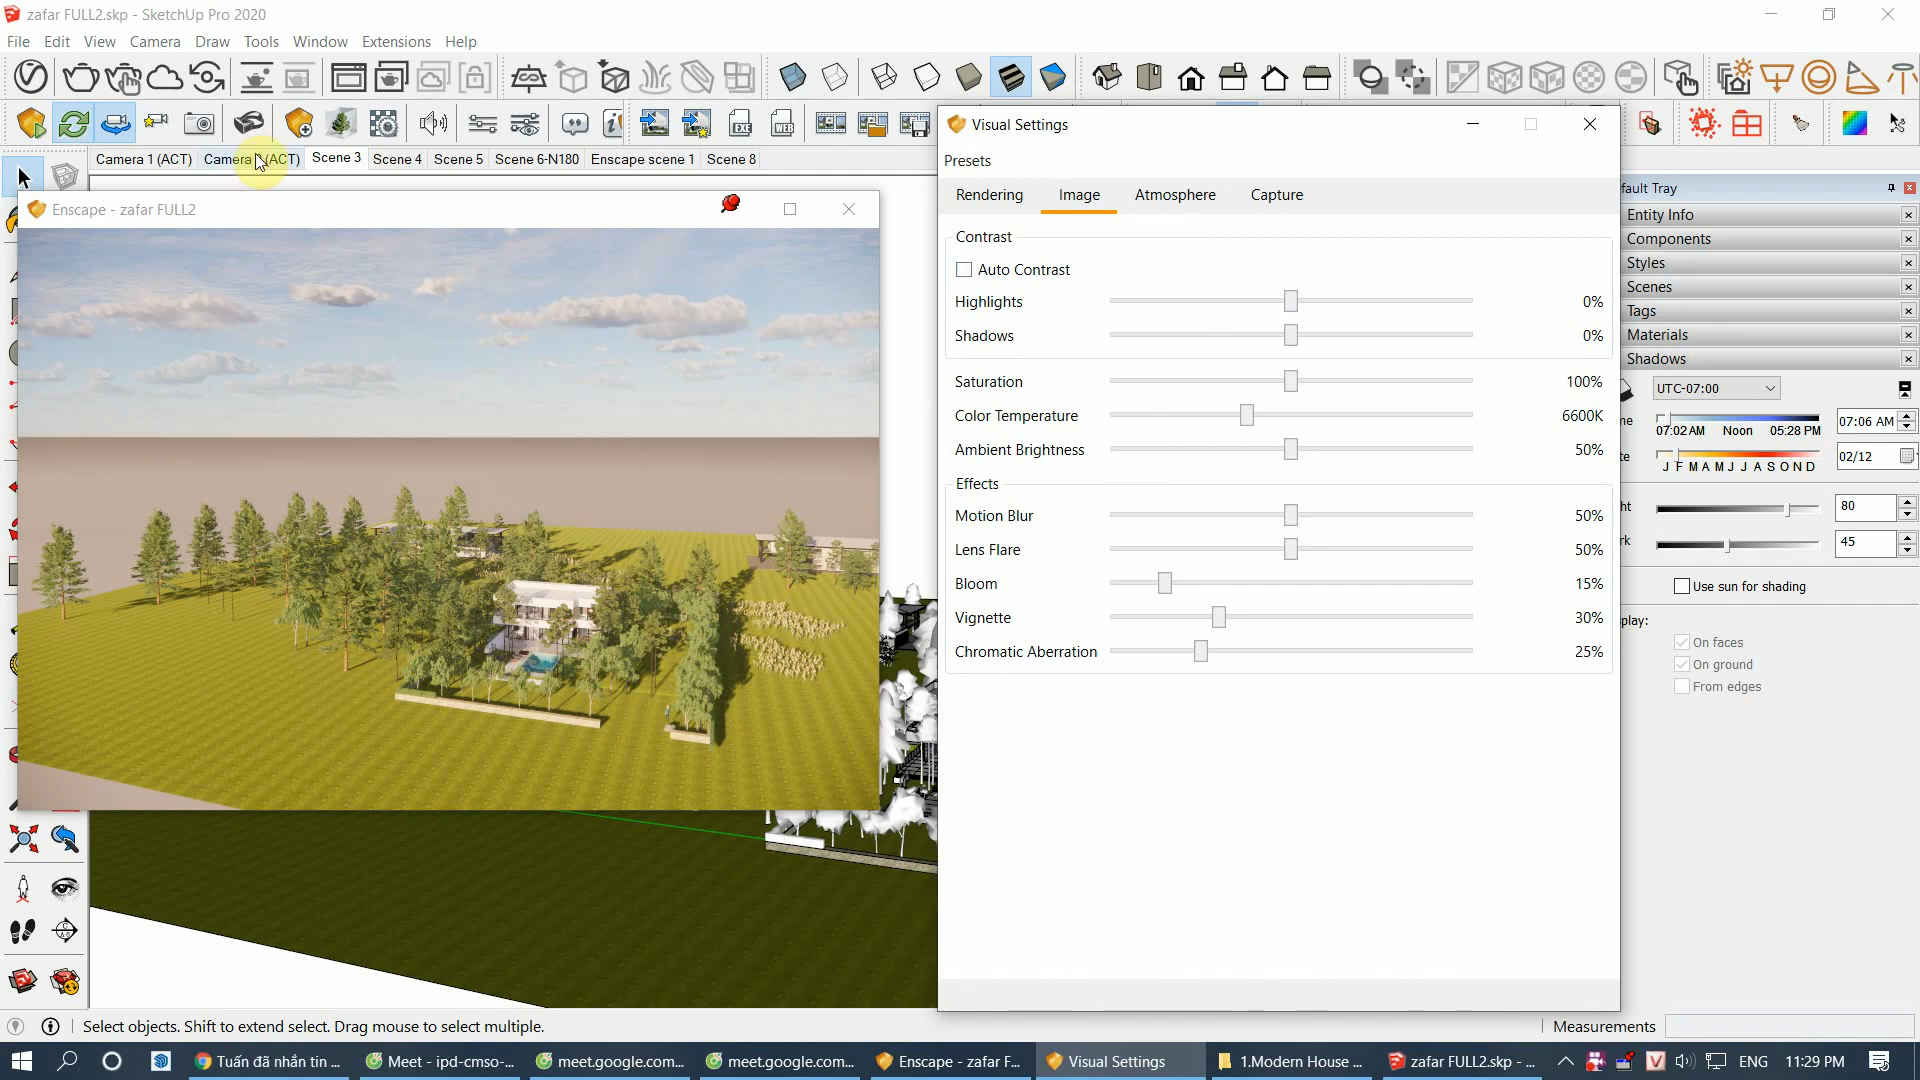 zafar FULL2.skp - SketchUp Pro 2020
File Edit View Camera Draw Tools Window Extensions Help
EXE WEB
Camera 1 (ACT) Camera (ACT) Scene 3 Scene 4 Scene 5 Scene 6-N180 Enscape scene 1 Scene 8
Enscape - zafar FULL2
Visual Settings
Presets
Rendering Image Atmosphere Capture
Contrast
Auto Contrast
Highlights 0%
Shadows 0%
Saturation 100%
Color Temperature 6600K
Ambient Brightness 50%
Effects
Motion Blur 50%
Lens Flare 50%
Bloom 15%
Vignette 30%
Chromatic Aberration 25%
fault Tray
Entity Info
Components
Styles
Scenes
Tags
Materials
Shadows
UTC-07:00
me 07:02AM Noon 05:28 PM 07:06 AM
te J F M A M J J A S O N D 02/12
ht 80
rk 45
Use sun for shading
play:
On faces
On ground
From edges
Select objects. Shift to extend select. Drag mouse to select multiple.
Measurements
Tuấn đã nhắn tin ... Meet - ipd-cmso-... meet.google.com... meet.google.com... Enscape - zafar F... Visual Settings 1.Modern House ... zafar FULL2.skp - ... ENG 11:29 PM